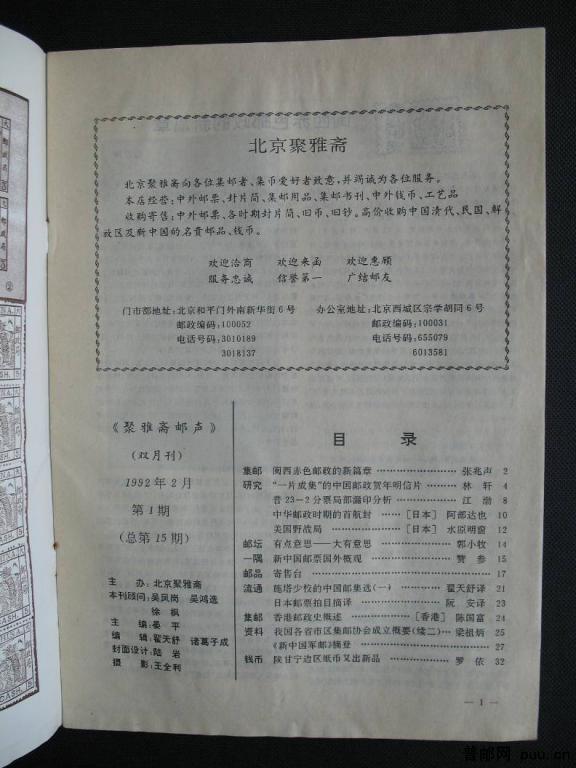 北京聚雅斋
北京聚雅斋向各位集邮者、集币爱好者致意,并竭诚为各位服务。
本店经营:中外邮票、封片简、集邮用品、集邮书刊、中外钱币、工艺品
收购寄售:中外邮票、各时期封片简、旧币、旧钞。高价收购中国清代、民国、解
放区及新中国的名贵邮品、钱币。
欢迎洽商 欢迎来函 欢迎惠顾
服务忠诚 信誉第一 广辖邮友
门市部地址:北京和平门外南新华街6号
邮政编码:100052
电话号码:3010189
3018137
办公室地址:北京西城区宗学胡同6号
邮政编码:100031
电话号码:655079
6013581
《聚雅斋邮声》
(双月刊)
1992年2月
第1期
(总第15期)
主 办:北京聚雅斋
本刊顾问:吴凤岗 吴鸿选
徐枫
主 编:晏平
编 辑:翟天舒 诸葛子成
封面设计:陆岩
摄 影:王全利
目 录
集邮 闽西赤色邮政的新篇章 张兆声 2
研究 “一片成集”的中国邮政贺年明信片 林轩 4
普23—2分票局部漏印分析 江渤 8
中华邮政时期的首航封 [日本] 阿部达也 10
美国野战局 [日本] 水原明窗 12
邮坛 有点意思——大有意思 郭小牧 14
一隅 新中国邮票国外概观 赞参 15
邮品 寄售台 17
流通 施塔少校的中国邮集选(一) 翟天舒译 21
日本邮票拍目摘译 阮安译 23
集邮 香港邮政史概述 [香港] 陈国富 24
资料 我国各省市区集邮协会成立概要(续二) 梁祖炳 25
《新中国军邮》摘登 27
钱币 陕甘宁边区纸币又出新品 罗依 32
— 1 —
普邮网 puu.cn